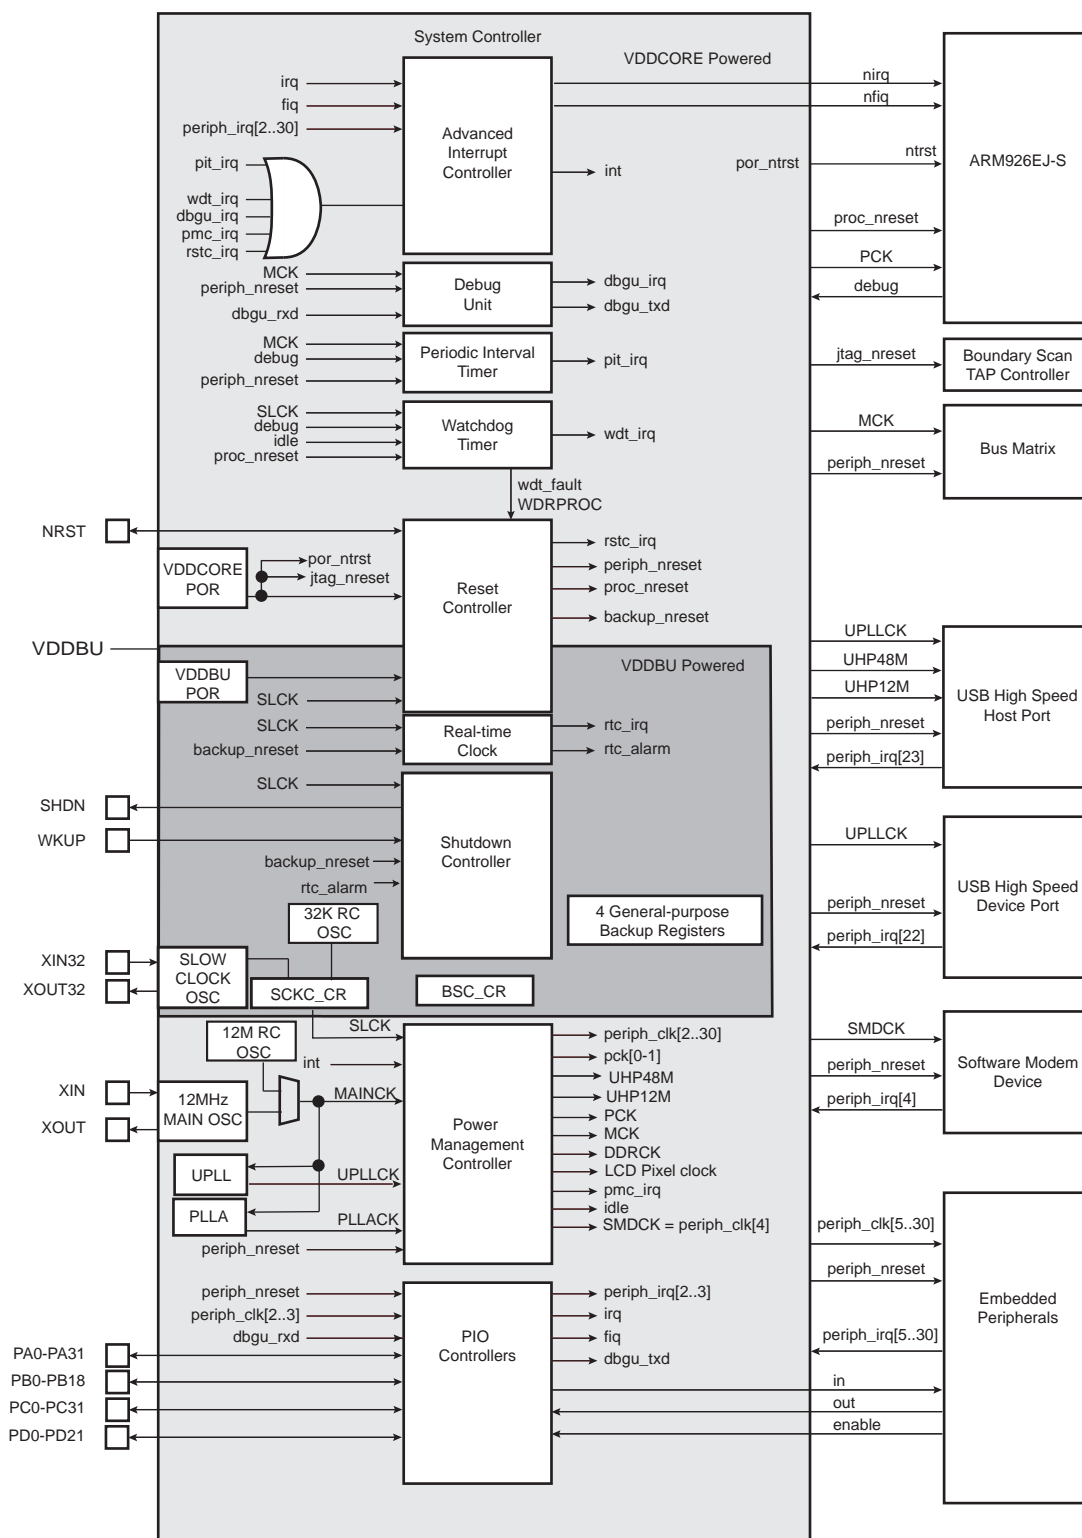 System Controller
VDDCORE Powered
irq
fiq
periph_irq[2..30]
pit_irq
wdt_irq
dbgu_irq
pmc_irq
rstc_irq
Advanced
Interrupt
Controller
int
nirq
nfiq
por_ntrst
ntrst
proc_nreset
PCK
debug
ARM926EJ-S
MCK
periph_nreset
dbgu_rxd
Debug
Unit
dbgu_irq
dbgu_txd
MCK
debug
periph_nreset
Periodic Interval
Timer
pit_irq
jtag_nreset
Boundary Scan
TAP Controller
SLCK
debug
idle
proc_nreset
Watchdog
Timer
wdt_irq
MCK
periph_nreset
Bus Matrix
wdt_fault
WDRPROC
NRST
VDDCORE
POR
por_ntrst
jtag_nreset
Reset
Controller
rstc_irq
periph_nreset
proc_nreset
backup_nreset
VDDBU
VDDBU Powered
VDDBU
POR
SLCK
UPLLCK
UHP48M
UHP12M
periph_nreset
periph_irq[23]
USB High Speed
Host Port
SLCK
backup_nreset
Real-time
Clock
rtc_irq
rtc_alarm
SLCK
SHDN
WKUP
backup_nreset
rtc_alarm
Shutdown
Controller
4 General-purpose
Backup Registers
UPLLCK
periph_nreset
periph_irq[22]
USB High Speed
Device Port
32K RC
OSC
XIN32
XOUT32
SLOW
CLOCK
OSC
SCKC_CR
BSC_CR
12M RC
OSC
SLCK
int
XIN
XOUT
12MHz
MAIN OSC
MAINCK
UPLL
UPLLCK
PLLA
PLLACK
periph_nreset
Power
Management
Controller
periph_clk[2..30]
pck[0-1]
UHP48M
UHP12M
PCK
MCK
DDRCK
LCD Pixel clock
pmc_irq
idle
SMDCK = periph_clk[4]
SMDCK
periph_nreset
periph_irq[4]
Software Modem
Device
periph_nreset
periph_clk[2..3]
dbgu_rxd
PA0-PA31
PB0-PB18
PC0-PC31
PD0-PD21
PIO
Controllers
periph_irq[2..3]
irq
fiq
dbgu_txd
periph_clk[5..30]
periph_nreset
periph_irq[5..30]
in
out
enable
Embedded
Peripherals